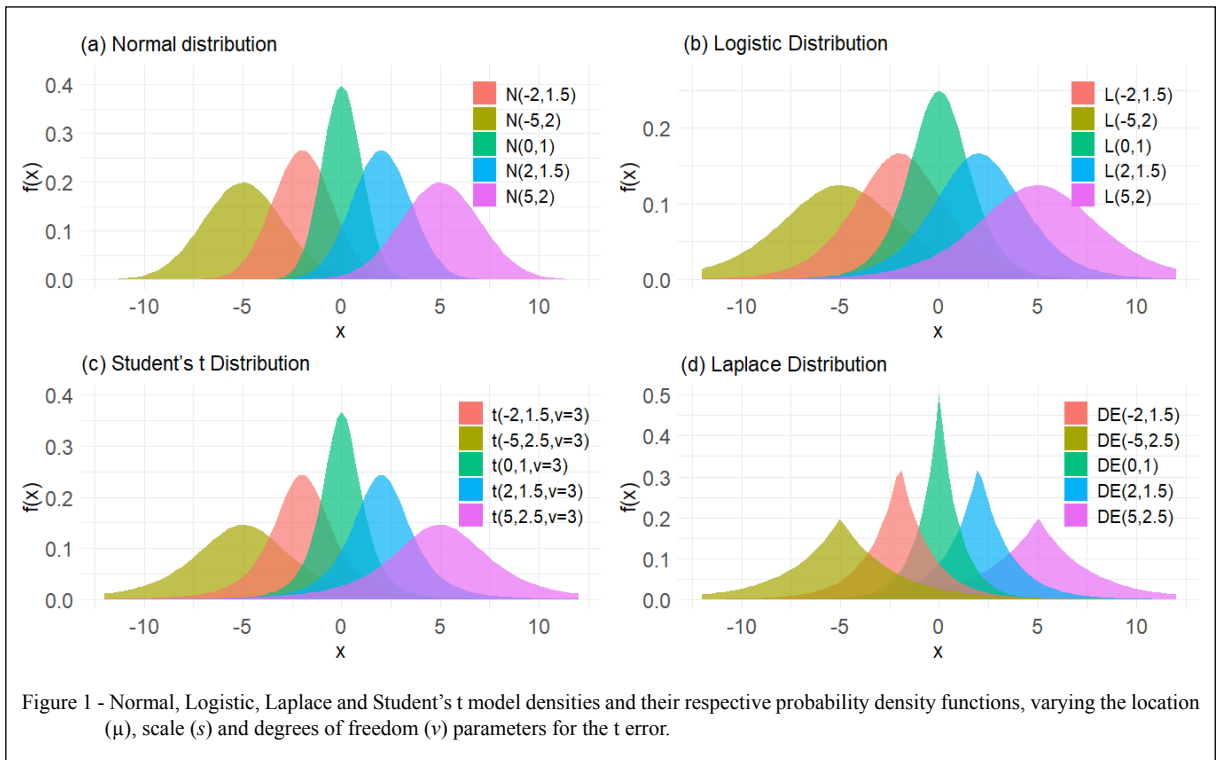 (a) Normal distribution
f(x)
0.4
0.3
0.2
0.1
0.0
N(-2,1.5)
N(-5,2)
N(0,1)
N(2,1.5)
N(5,2)
-10 -5 0 5 10
x
(b) Logistic Distribution
f(x)
0.2
0.1
0.0
L(-2,1.5)
L(-5,2)
L(0,1)
L(2,1.5)
L(5,2)
-10 -5 0 5 10
x
(c) Student’s t Distribution
f(x)
0.4
0.3
0.2
0.1
0.0
t(-2,1.5,v=3)
t(-5,2.5,v=3)
t(0,1,v=3)
t(2,1.5,v=3)
t(5,2.5,v=3)
-10 -5 0 5 10
x
(d) Laplace Distribution
f(x)
0.5
0.4
0.3
0.2
0.1
0.0
DE(-2,1.5)
DE(-5,2.5)
DE(0,1)
DE(2,1.5)
DE(5,2.5)
-10 -5 0 5 10
x
Figure 1 - Normal, Logistic, Laplace and Student’s t model densities and their respective probability density functions, varying the location
(µ), scale (s) and degrees of freedom (v) parameters for the t error.